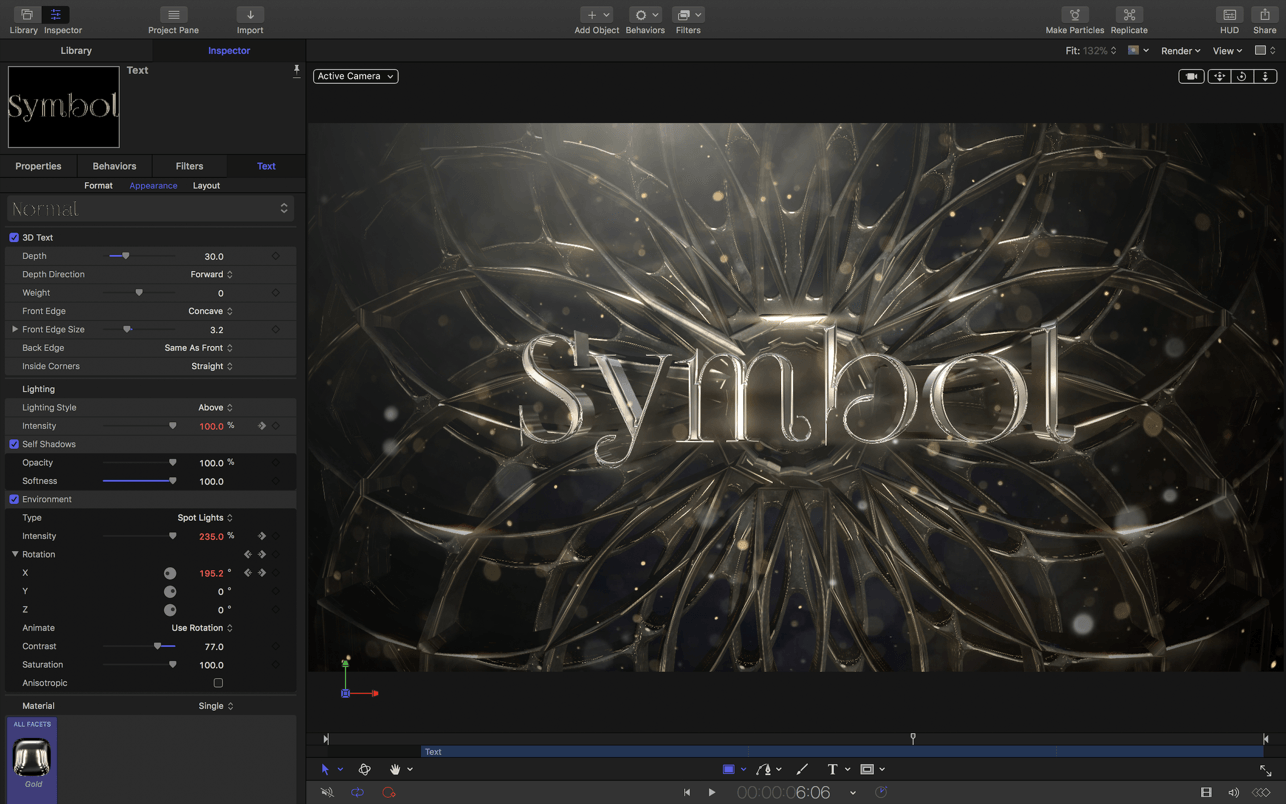 Library Inspector Project Pane Import Add Object Behaviors Filters Make Particles Replicate HUD Share
Library Inspector
Fit: 132% Render View
Symbol
Text
Active Camera
Properties Behaviors Filters Text
Format Appearance Layout
Normal
3D Text
Depth 30.0
Depth Direction Forward
Weight 0
Front Edge Concave
Front Edge Size 3.2
Back Edge Same As Front
Inside Corners Straight
Lighting
Lighting Style Above
Intensity 100.0 %
Self Shadows
Opacity 100.0 %
Softness 100.0
Environment
Type Spot Lights
Intensity 235.0 %
Rotation
X 195.2 °
Y 0 °
Z 0 °
Animate Use Rotation
Contrast 77.0
Saturation 100.0
Anisotropic
Material Single
ALL FACETS
Gold
Symbol
Text
T
00:00:06:06